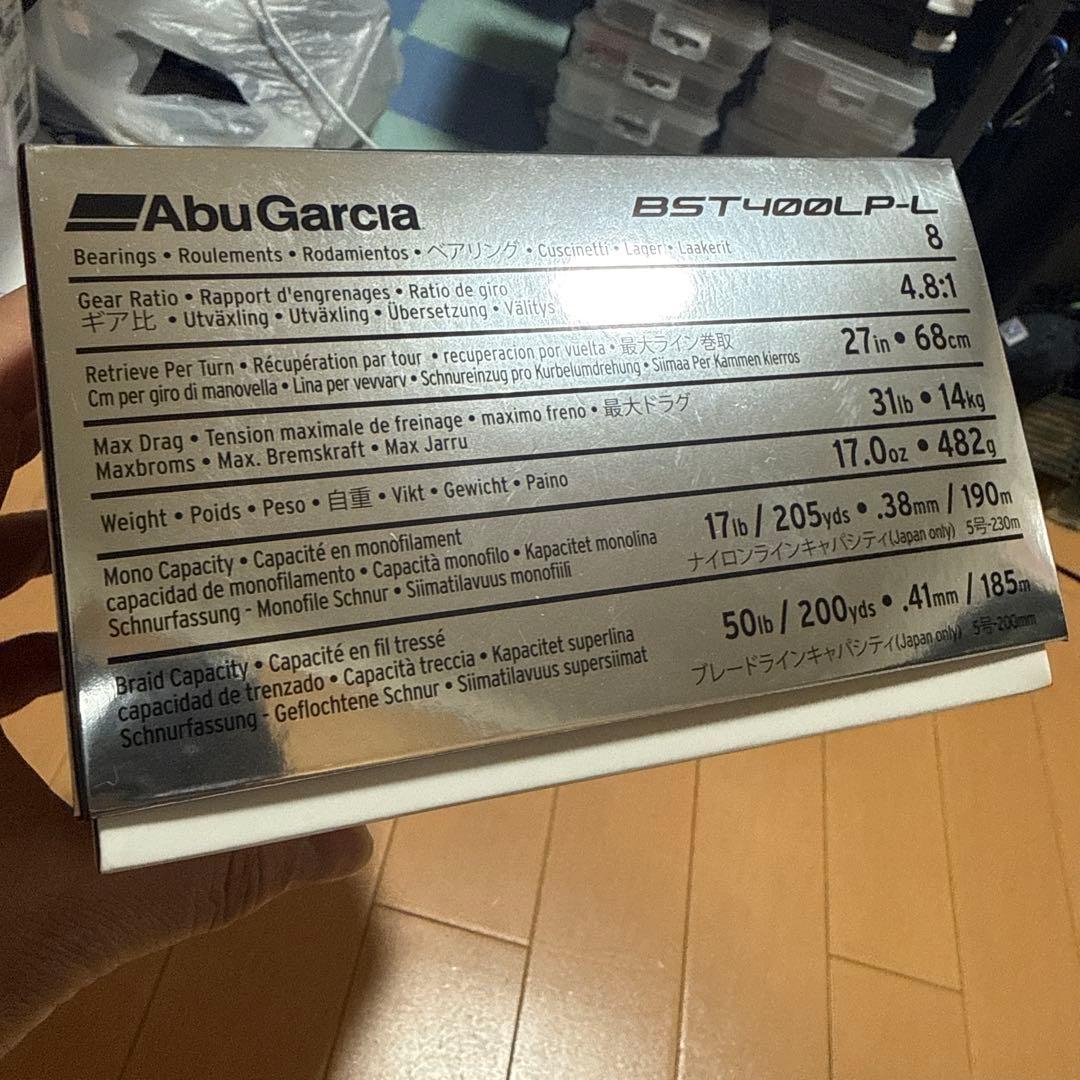 AbuGarcia
BST400LP-L
Bearings • Roulements • Rodamientos • ベアリング • Cuscinetti • Lager • Laakerit
8
Gear Ratio • Rapport d'engrenages • Ratio de giro
ギア比 • Utväxling • Utväxling • Übersetzung • Välitys
4.8:1
Retrieve Per Turn • Récupération par tour • recuperacion por vuelta • 最大ライン巻取
Cm per giro di manovella • Lina per vevvarv • Schnureinzug pro Kurbelumdrehung • Siimaa Per Kammen kierros
27in • 68cm
Max Drag • Tension maximale de freinage • maximo freno • 最大ドラグ
Maxbroms • Max. Bremskraft • Max Jarru
31lb • 14kg
Weight • Poids • Peso • 自重 • Vikt • Gewicht • Paino
17.0oz • 482g
Mono Capacity • Capacité en monofilament
capacidad de monofilamento • Capacità monofilo • Kapacitet monolina
Schnurfassung - Monofile Schnur • Siimatilavuus monofiili
17lb / 205yds • .38mm / 190m
ナイロンラインキャパシティ(Japan only) 5号-230m
Braid Capacity • Capacité en fil tressé
capacidad de trenzado • Capacità treccia • Kapacitet superlina
Schnurfassung - Geflochtene Schnur • Siimatilavuus supersiimat
50lb / 200yds • .41mm / 185m
ブレードラインキャパシティ(Japan only) 5号-200mm